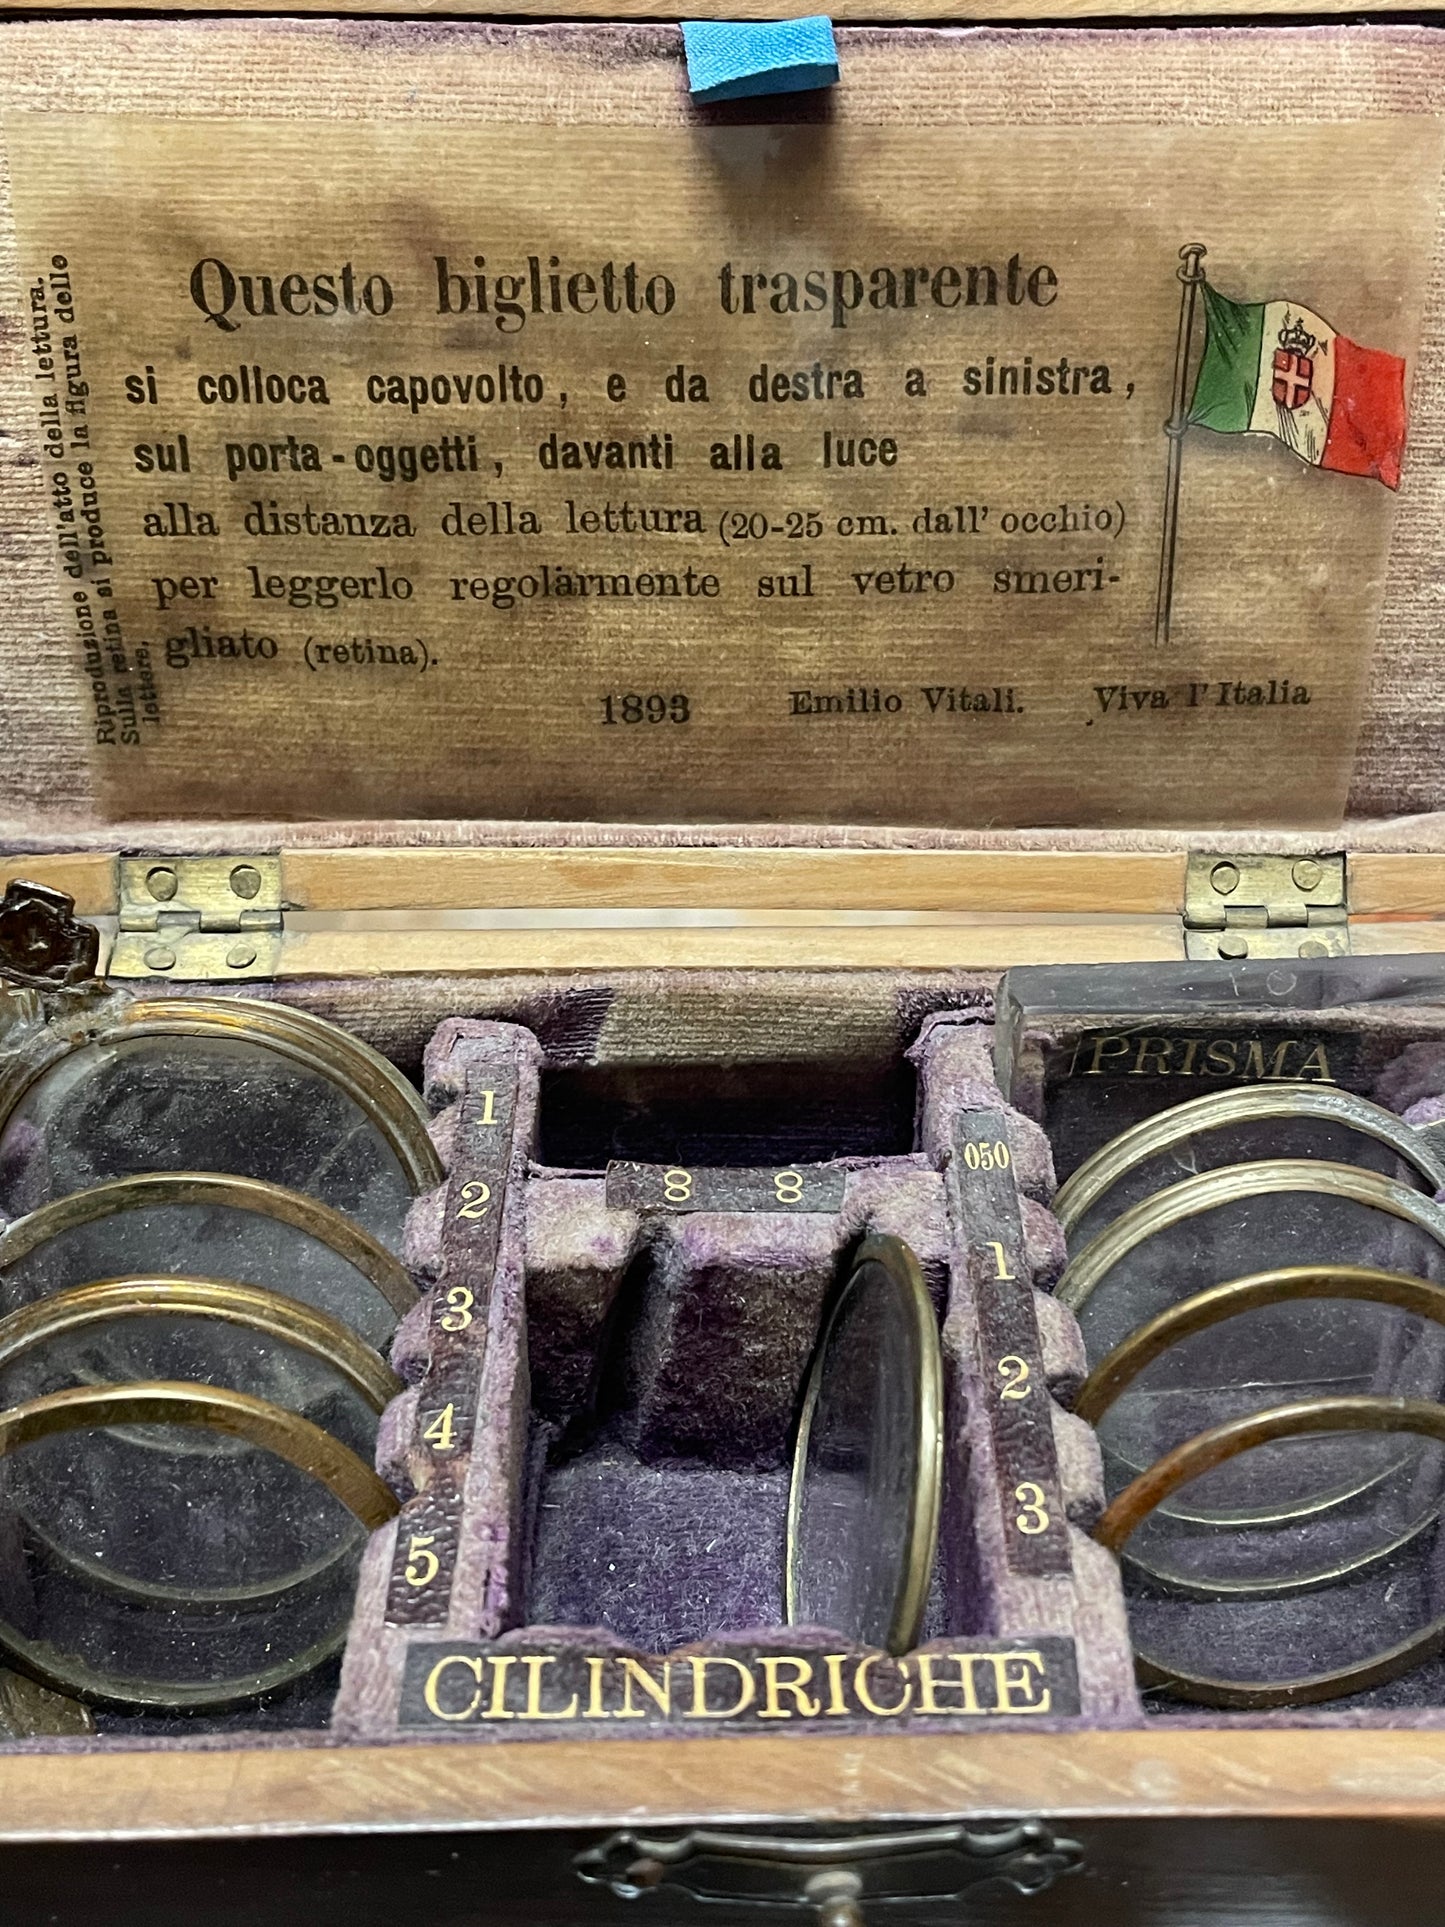 Questo biglietto trasparente
si colloca capovolto, e da destra a sinistra,
sul porta-oggetti, davanti alla luce
alla distanza della lettura (20-25 cm. dall' occhio)
per leggerlo regolarmente sul vetro smeri-
gliato (retina).
1893 Emilio Vitali. Viva l'Italia
Riproduzione dell'atto della lettura.
Sulla retina si produce la figura dello
lettere.
PRISMA
1
2
3
4
5
8 8
050
1
2
3
CILINDRICHE